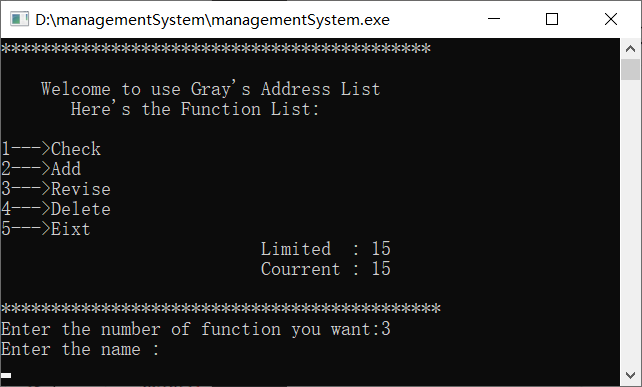 D:\managementSystem\managementSystem.exe
*******************************************
Welcome to use Gray's Address List
Here's the Function List:
1--->Check
2--->Add
3--->Revise
4--->Delete
5--->Eixt
Limited  : 15
Courrent : 15
********************************************
Enter the number of function you want:3
Enter the name :